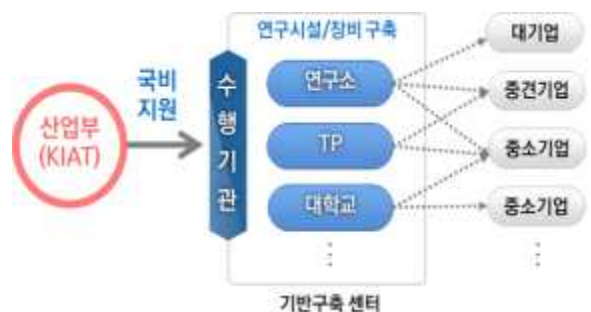 산업부
(KIAT)
국비
지원
수
행
기
관
연구시설/장비 구축
연구소
TP
대학교
기반구축 센터
대기업
중견기업
중소기업
중소기업